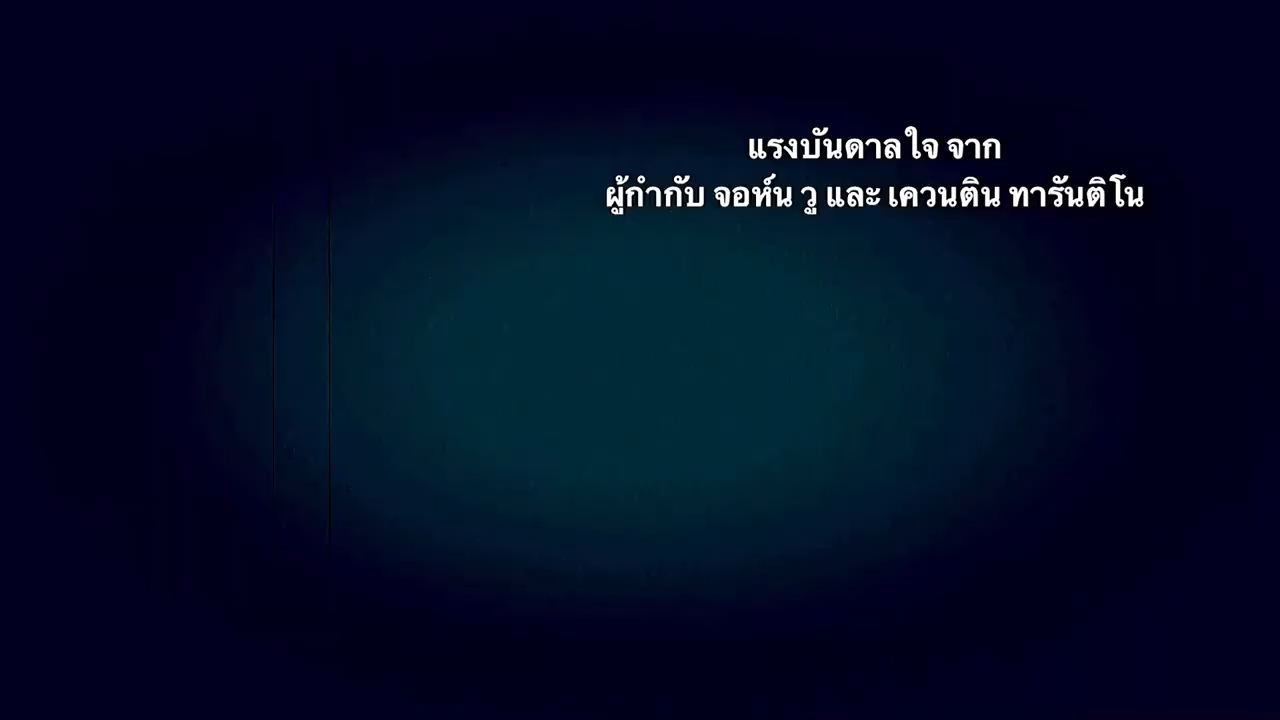 แรงบันดาลใจ จาก
ผู้กำกับ จอห์น วู และ เควนติน ทารันติโน